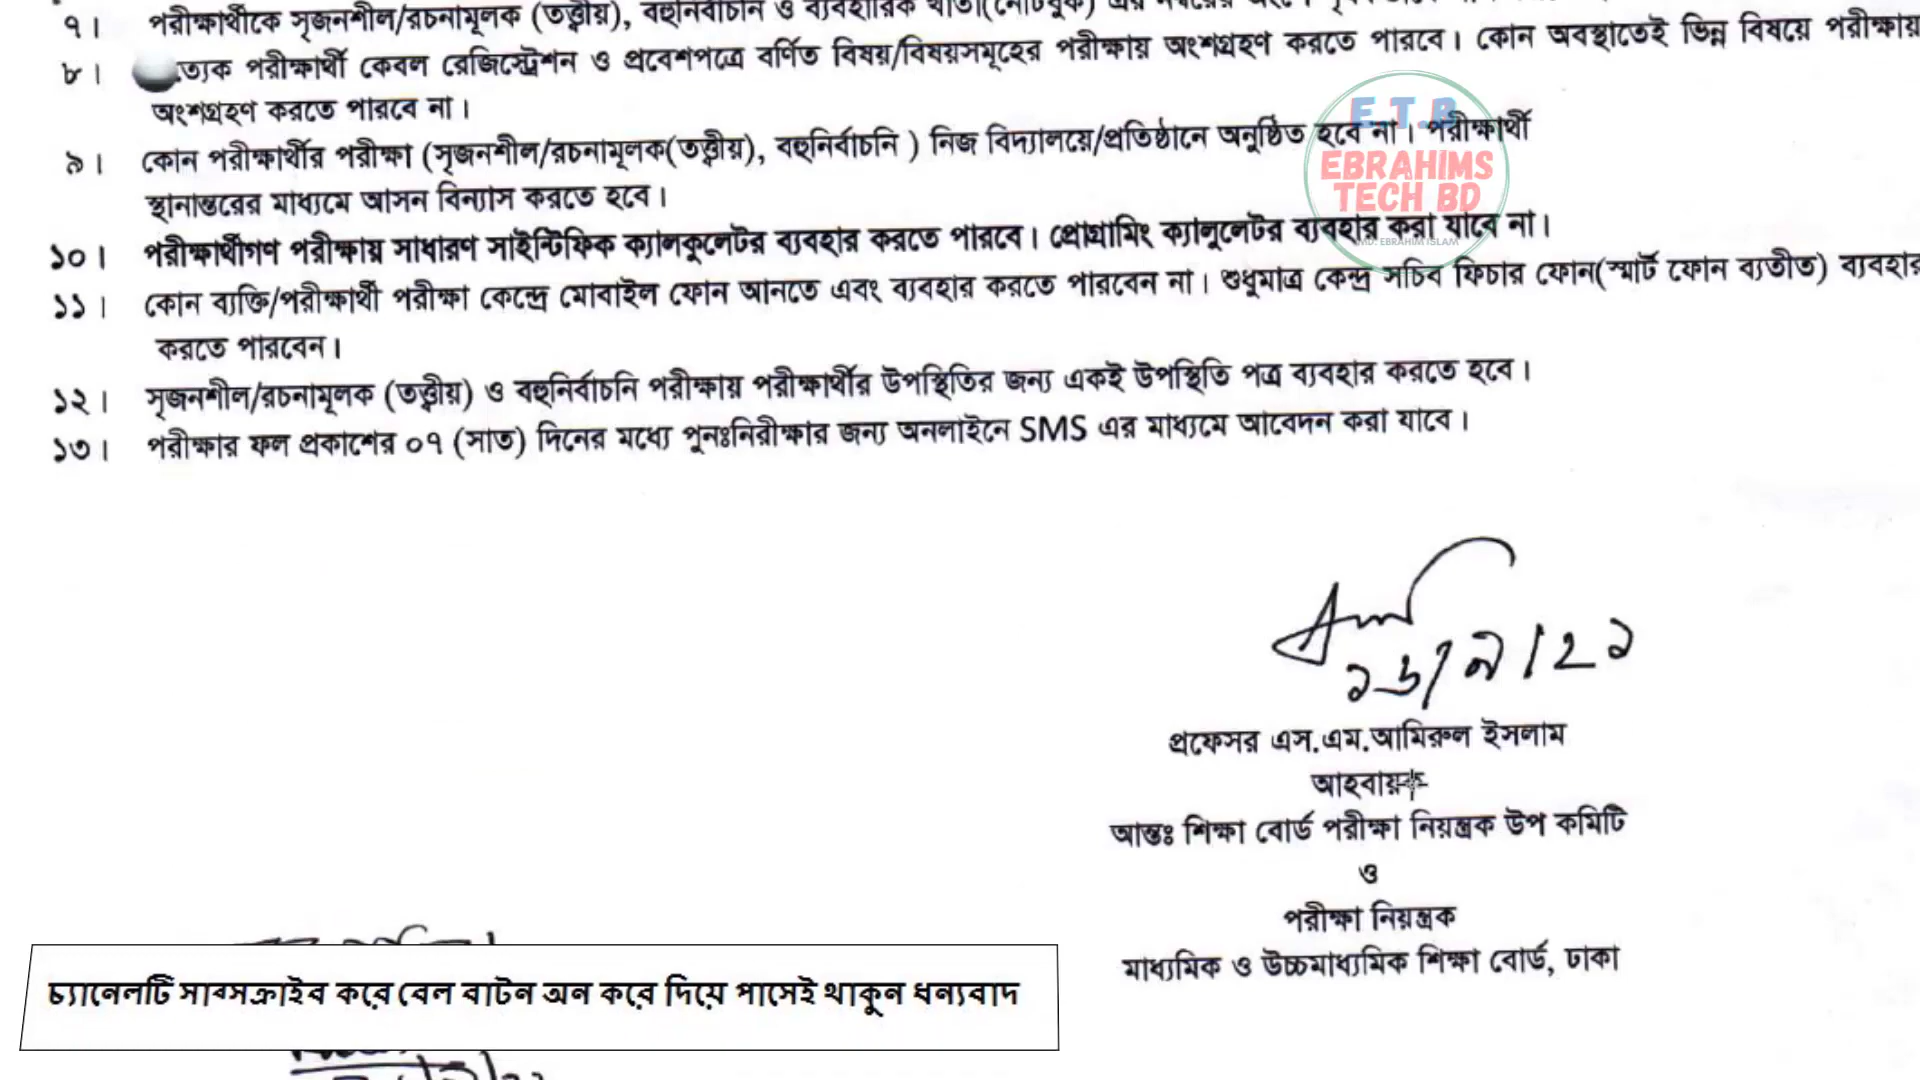 ৭। পরীক্ষার্থীকে সৃজনশীল/রচনামূলক (তত্ত্বীয়), বহুনির্বাচনি ও ব্যবহারিক খাতা(নোটবুক) এর
৮। ত্যেক পরীক্ষার্থী কেবল রেজিস্ট্রেশন ও প্রবেশপত্রে বর্ণিত বিষয়/বিষয়সমূহের পরীক্ষায় অংশগ্রহণ করতে পারবে। কোন অবস্থাতেই ভিন্ন বিষয়ে পরীক্ষায়
অংশগ্রহণ করতে পারবে না।
৯। কোন পরীক্ষার্থীর পরীক্ষা (সৃজনশীল/রচনামূলক(তত্ত্বীয়), বহুনির্বাচনি ) নিজ বিদ্যালয়ে/প্রতিষ্ঠানে অনুষ্ঠিত হবে না। পরীক্ষার্থী
স্থানান্তরের মাধ্যমে আসন বিন্যাস করতে হবে।
১০। পরীক্ষার্থীগণ পরীক্ষায় সাধারণ সাইন্টিফিক ক্যালকুলেটর ব্যবহার করতে পারবে। প্রোগ্রামিং ক্যালুলেটর ব্যবহার করা যাবে না।
১১। কোন ব্যক্তি/পরীক্ষার্থী পরীক্ষা কেন্দ্রে মোবাইল ফোন আনতে এবং ব্যবহার করতে পারবেন না। শুধুমাত্র কেন্দ্র সচিব ফিচার ফোন(স্মার্ট ফোন ব্যতীত) ব্যবহার
করতে পারবেন।
১২। সৃজনশীল/রচনামূলক (তত্ত্বীয়) ও বহুনির্বাচনি পরীক্ষায় পরীক্ষার্থীর উপস্থিতির জন্য একই উপস্থিতি পত্র ব্যবহার করতে হবে।
১৩। পরীক্ষার ফল প্রকাশের ০৭ (সাত) দিনের মধ্যে পুনঃনিরীক্ষার জন্য অনলাইনে SMS এর মাধ্যমে আবেদন করা যাবে।
E.T.B
EBRAHIMS
TECH BD
MD. EBRAHIM ISLAM
১৬/৯/২১
প্রফেসর এস.এম.আমিরুল ইসলাম
আহবায়ক
আন্তঃ শিক্ষা বোর্ড পরীক্ষা নিয়ন্ত্রক উপ কমিটি
ও
পরীক্ষা নিয়ন্ত্রক
মাধ্যমিক ও উচ্চমাধ্যমিক শিক্ষা বোর্ড, ঢাকা
চ্যানেলটি সাবসক্রাইব করে বেল বাটন অন করে দিয়ে পাসেই থাকুন ধন্যবাদ